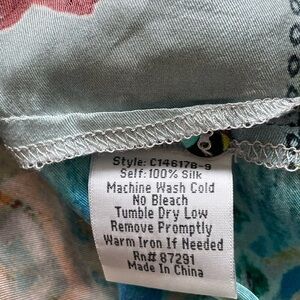 Style: C14617B-9
Self: 100% Silk
Machine Wash Cold
No Bleach
Tumble Dry Low
Remove Promptly
Warm Iron If Needed
Rn# 87291
Made In China